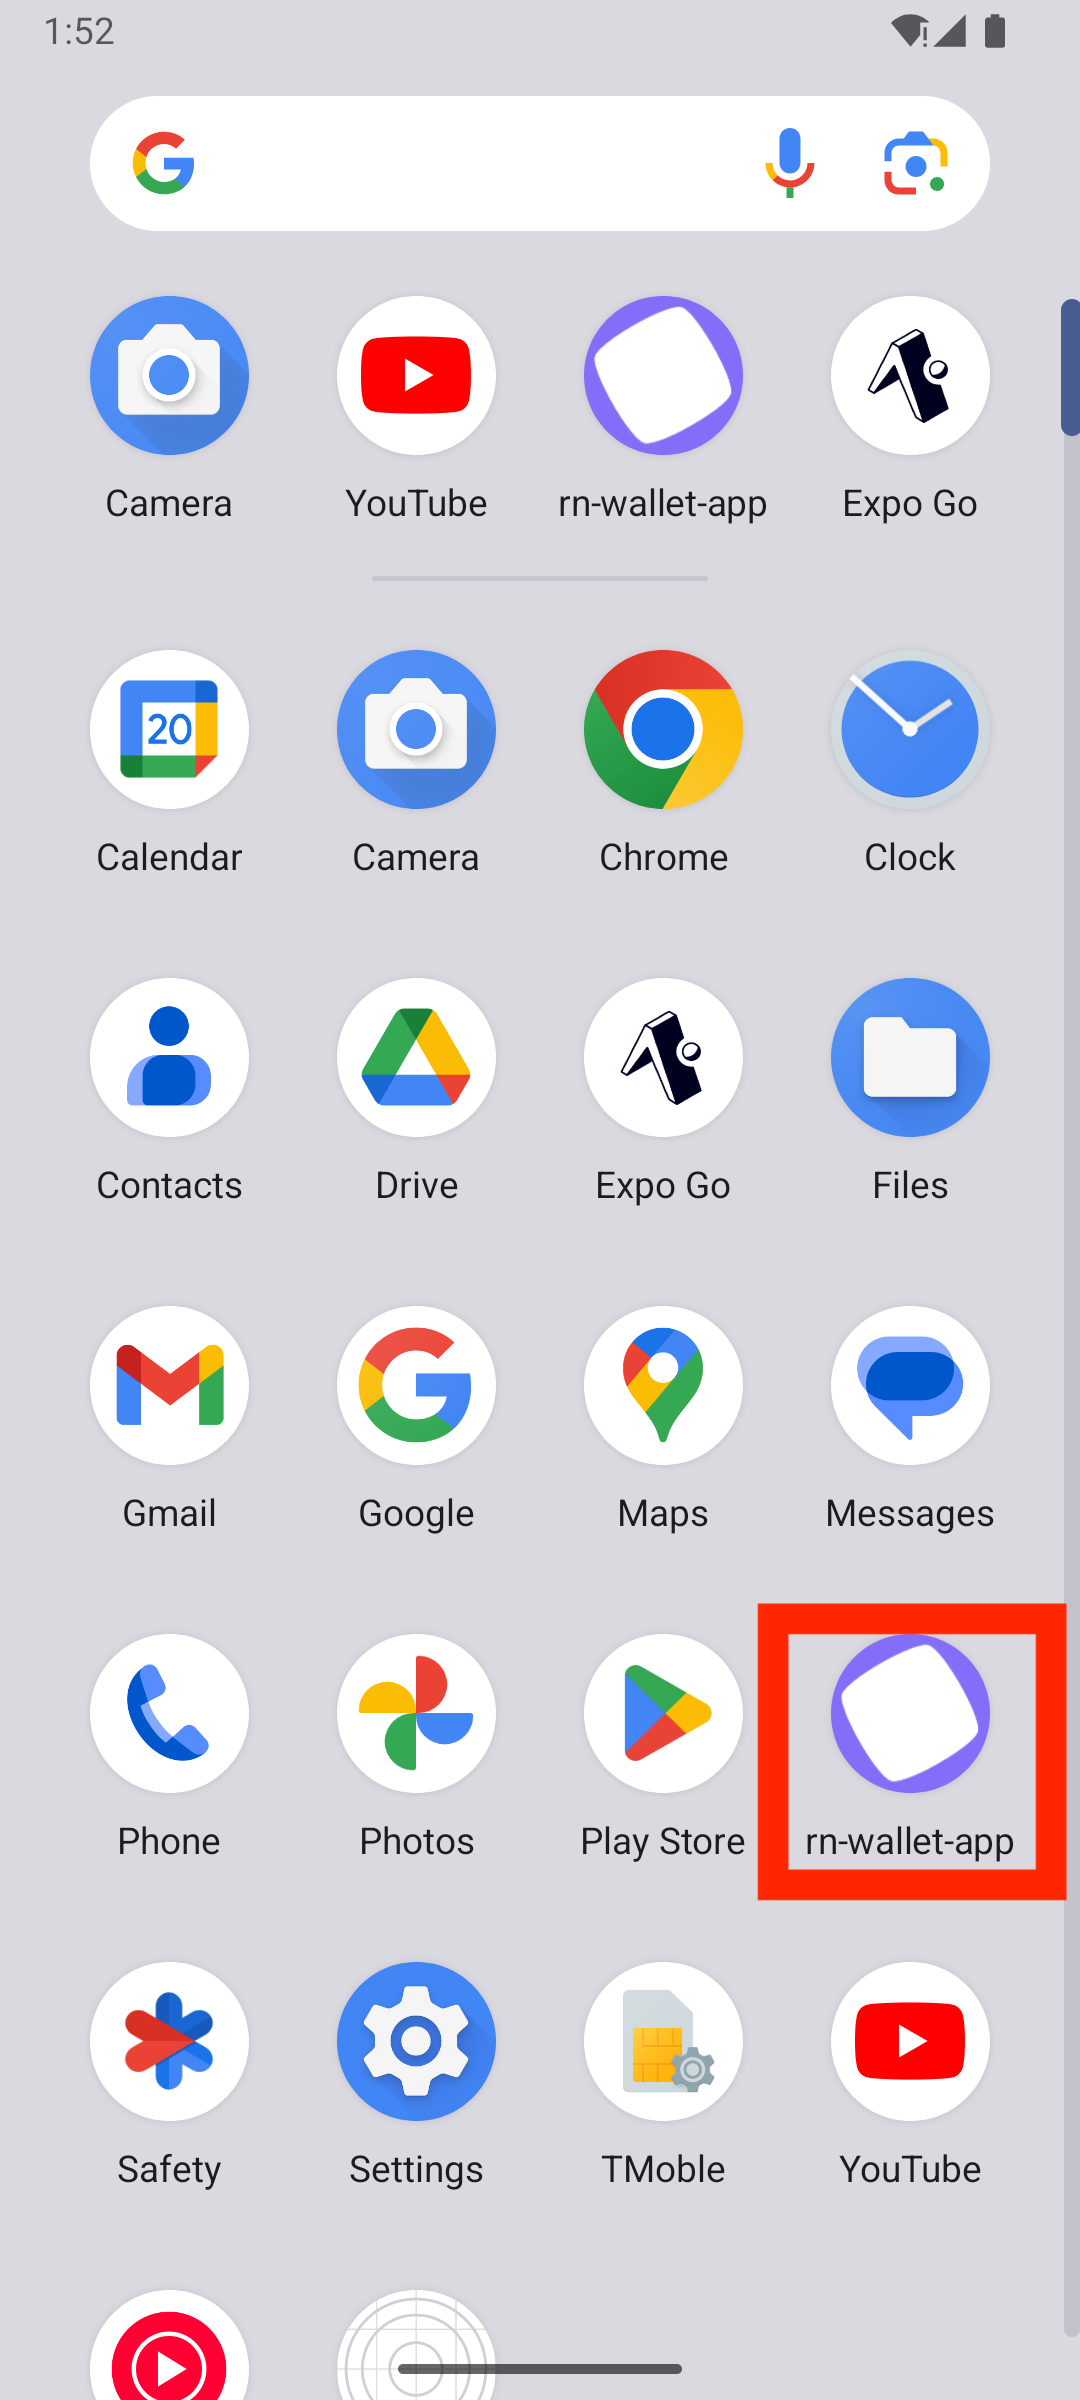 1:52
Camera YouTube rn-wallet-app Expo Go
20
Calendar Camera Chrome Clock
Contacts Drive Expo Go Files
Gmail Google Maps Messages
Phone Photos Play Store rn-wallet-app
Safety Settings TMoble YouTube